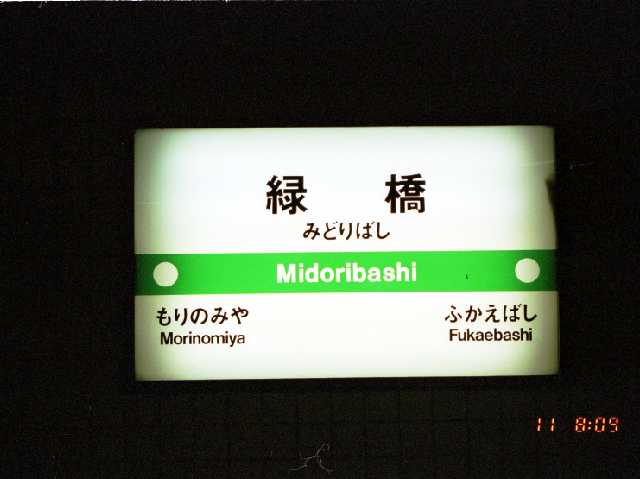 緑 橋
みどりばし
Midoribashi
もりのみや
Morinomiya
ふかえばし
Fukaebashi
11 8:09